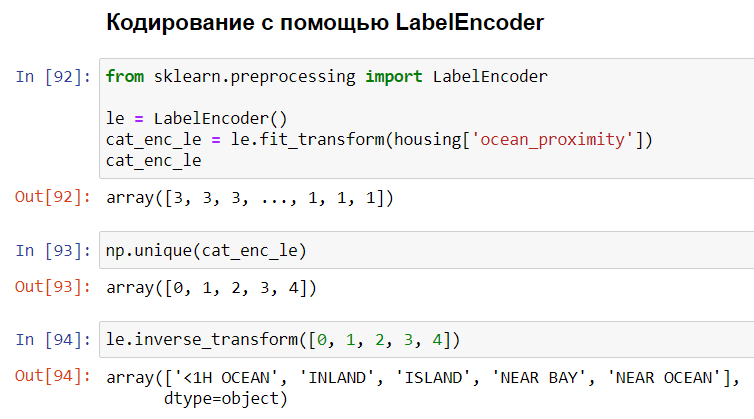 Кодирование с помощью LabelEncoder
In [92]: from sklearn.preprocessing import LabelEncoder
le = LabelEncoder()
cat_enc_le = le.fit_transform(housing['ocean_proximity'])
cat_enc_le
Out[92]: array([3, 3, 3, ..., 1, 1, 1])
In [93]: np.unique(cat_enc_le)
Out[93]: array([0, 1, 2, 3, 4])
In [94]: le.inverse_transform([0, 1, 2, 3, 4])
Out[94]: array(['<1H OCEAN', 'INLAND', 'ISLAND', 'NEAR BAY', 'NEAR OCEAN'],
dtype=object)